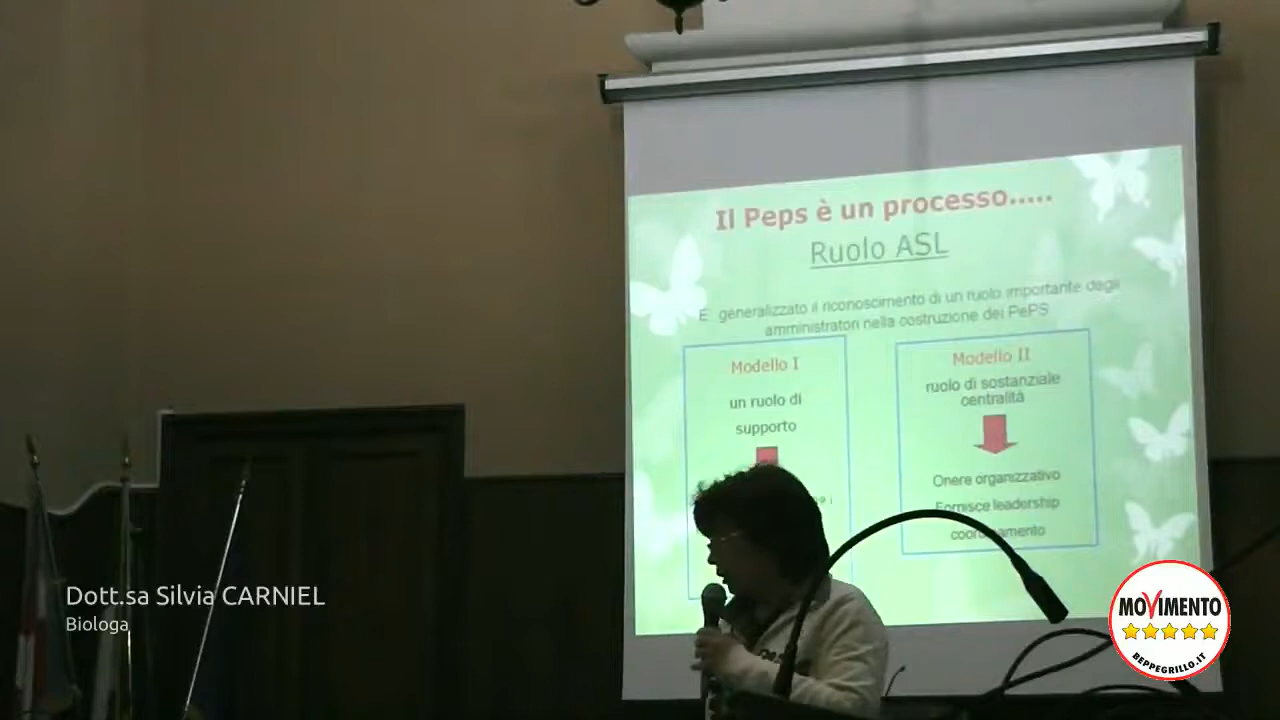 Il Peps è un processo.....
Ruolo ASL
E generalizzato il riconoscimento di un ruolo importante degli
amministratori nella costruzione dei PePS
Modello I
un ruolo di
supporto
Modello II
ruolo di sostanziale
centralità
Onere organizzativo
Fornisce leadership
coordinamento
Dott.sa Silvia CARNIEL
Biologa
MOVIMENTO
BEPPEGRILLO.IT